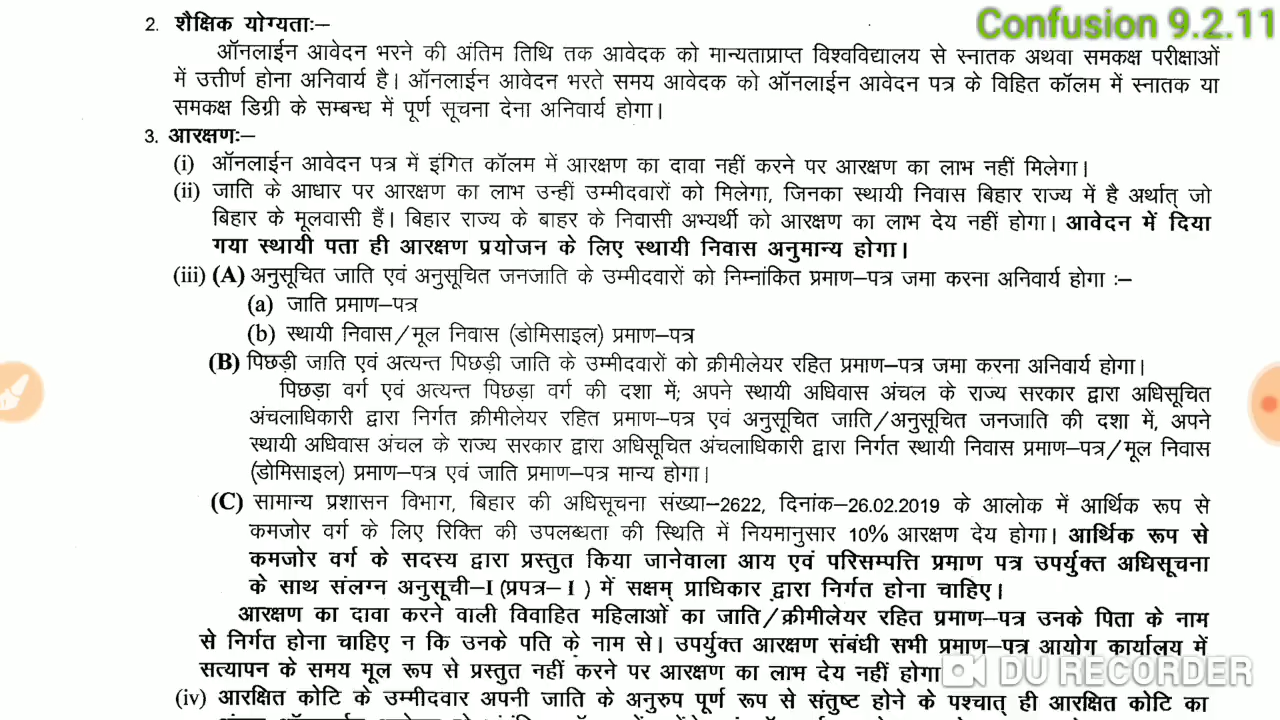 Confusion 9.2.11
2. शैक्षिक योग्यताः–
ऑनलाईन आवेदन भरने की अंतिम तिथि तक आवेदक को मान्यताप्राप्त विश्वविद्यालय से स्नातक अथवा समकक्ष परीक्षाओं
में उत्तीर्ण होना अनिवार्य है। ऑनलाईन आवेदन भरते समय आवेदक को ऑनलाईन आवेदन पत्र के विहित कॉलम में स्नातक या
समकक्ष डिग्री के सम्बन्ध में पूर्ण सूचना देना अनिवार्य होगा।
3. आरक्षणः–
(i) ऑनलाईन आवेदन पत्र में इंगित कॉलम में आरक्षण का दावा नहीं करने पर आरक्षण का लाभ नहीं मिलेगा।
(ii) जाति के आधार पर आरक्षण का लाभ उन्हीं उम्मीदवारों को मिलेगा, जिनका स्थायी निवास बिहार राज्य में है अर्थात् जो
बिहार के मूलवासी हैं। बिहार राज्य के बाहर के निवासी अभ्यर्थी को आरक्षण का लाभ देय नहीं होगा। आवेदन में दिया
गया स्थायी पता ही आरक्षण प्रयोजन के लिए स्थायी निवास अनुमान्य होगा।
(iii) (A) अनुसूचित जाति एवं अनुसूचित जनजाति के उम्मीदवारों को निम्नांकित प्रमाण–पत्र जमा करना अनिवार्य होगा :–
(a) जाति प्रमाण–पत्र
(b) स्थायी निवास/मूल निवास (डोमिसाइल) प्रमाण–पत्र
(B) पिछड़ी जाति एवं अत्यन्त पिछड़ी जाति के उम्मीदवारों को क्रीमीलेयर रहित प्रमाण–पत्र जमा करना अनिवार्य होगा।
पिछड़ा वर्ग एवं अत्यन्त पिछड़ा वर्ग की दशा में; अपने स्थायी अधिवास अंचल के राज्य सरकार द्वारा अधिसूचित
अंचलाधिकारी द्वारा निर्गत क्रीमीलेयर रहित प्रमाण–पत्र एवं अनुसूचित जाति/अनुसूचित जनजाति की दशा में, अपने
स्थायी अधिवास अंचल के राज्य सरकार द्वारा अधिसूचित अंचलाधिकारी द्वारा निर्गत स्थायी निवास प्रमाण–पत्र/मूल निवास
(डोमिसाइल) प्रमाण–पत्र एवं जाति प्रमाण–पत्र मान्य होगा।
(C) सामान्य प्रशासन विभाग, बिहार की अधिसूचना संख्या–2622, दिनांक–26.02.2019 के आलोक में आर्थिक रूप से
कमजोर वर्ग के लिए रिक्ति की उपलब्धता की स्थिति में नियमानुसार 10% आरक्षण देय होगा। आर्थिक रूप से
कमजोर वर्ग के सदस्य द्वारा प्रस्तुत किया जानेवाला आय एवं परिसम्पत्ति प्रमाण पत्र उपर्युक्त अधिसूचना
के साथ संलग्न अनुसूची–I (प्रपत्र–I) में सक्षम् प्राधिकार द्वारा निर्गत होना चाहिए।
आरक्षण का दावा करने वाली विवाहित महिलाओं का जाति/क्रीमीलेयर रहित प्रमाण–पत्र उनके पिता के नाम
से निर्गत होना चाहिए न कि उनके पति के नाम से। उपर्युक्त आरक्षण संबंधी सभी प्रमाण–पत्र आयोग कार्यालय में
सत्यापन के समय मूल रूप से प्रस्तुत नहीं करने पर आरक्षण का लाभ देय नहीं होगा
DU RECORDER
(iv) आरक्षित कोटि के उम्मीदवार अपनी जाति के अनुरुप पूर्ण रूप से संतुष्ट होने के पश्चात् ही आरक्षित कोटि का